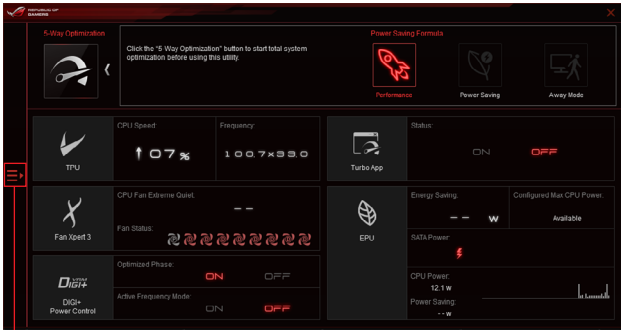 REPUBLIC OF
GAMERS
5-Way Optimization
Click the "5-Way Optimization" button to start total system
optimization before using this utility.
Power Saving Formula
Performance
Power Saving
Away Mode
TPU
CPU Speed:
07%
Frequency:
100.7x39.0
Turbo App
Status:
ON OFF
Fan Xpert 3
CPU Fan Extreme Quiet:
--
Fan Status:
EPU
Energy Saving:
-- W
Configured Max CPU Power:
Available
SATA Power:
CPU Power:
12.1 w
Power Saving:
-- w
DIGI+
DIGI+
Power Control
Optimized Phase:
ON OFF
Active Frequency Mode:
ON OFF